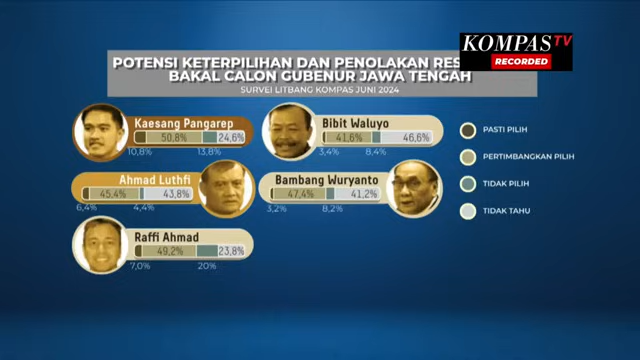 KOMPAS TV
RECORDED
POTENSI KETERPILIHAN DAN PENOLAKAN
BAKAL CALON GUBENUR JAWA TENGAH
SURVEI LITBANG KOMPAS JUNI 2024
Kaesang Pangarep
50,8% 24,6%
10,8% 13,8%
Bibit Waluyo
41,6% 46,6%
3,4% 8,4%
Ahmad Luthfi
45,4% 43,8%
6,4% 4,4%
Bambang Wuryanto
47,4% 41,2%
3,2% 8,2%
Raffi Ahmad
49,2% 23,8%
7,0% 20%
PASTI PILIH
PERTIMBANGKAN PILIH
TIDAK PILIH
TIDAK TAHU